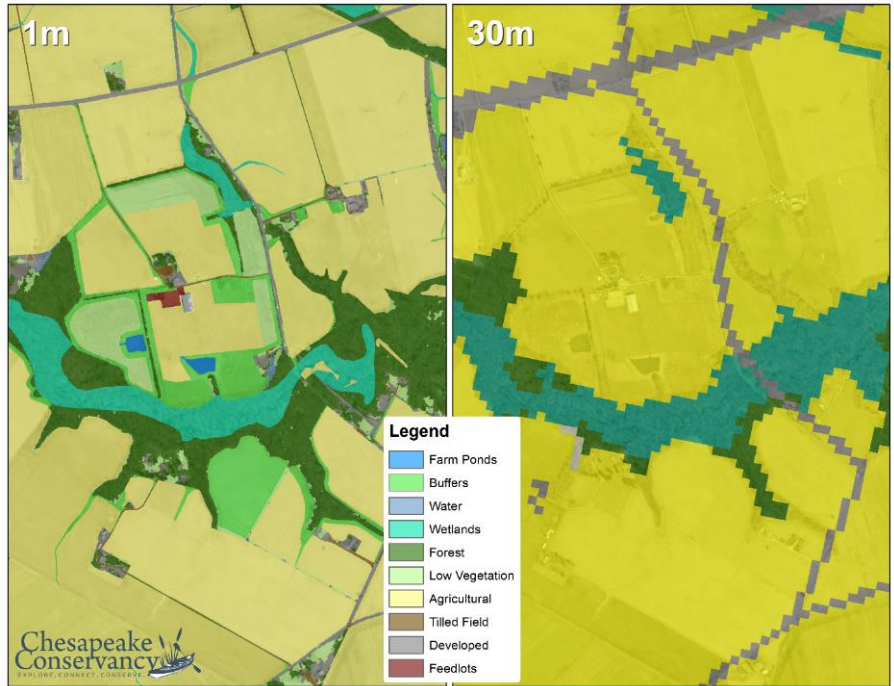 1m
30m
Legend
Farm Ponds
Buffers
Water
Wetlands
Forest
Low Vegetation
Agricultural
Tilled Field
Developed
Feedlots
Chesapeake
Conservancy
EXPLORE. CONNECT. CONSERVE.